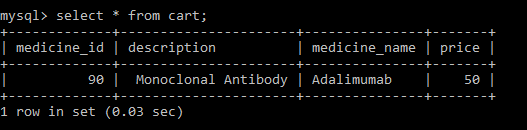 mysql> select * from cart;
+-------------+---------------------+---------------+-------+
| medicine_id | description         | medicine_name | price |
+-------------+---------------------+---------------+-------+
|          90 |  Monoclonal Antibody | Adalimumab    |    50 |
+-------------+---------------------+---------------+-------+
1 row in set (0.03 sec)